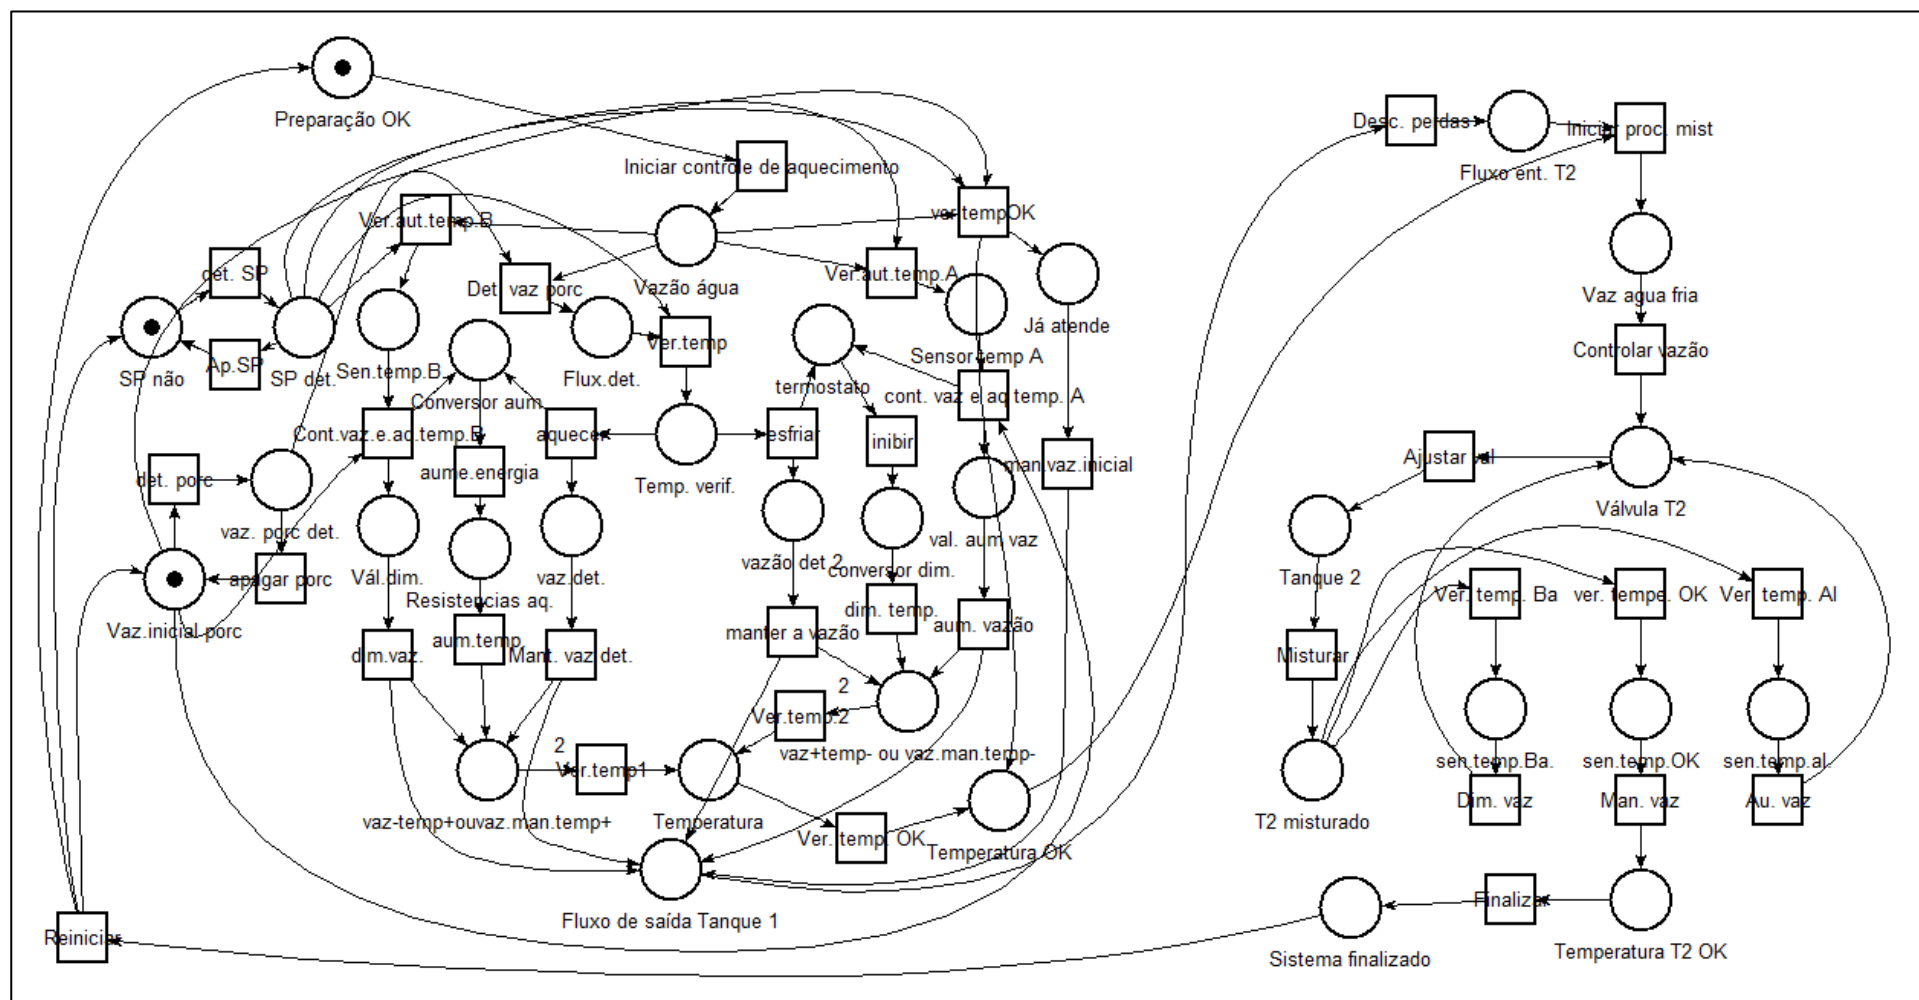 Preparação OK
Iniciar controle de aquecimento
Desc. perdas
Fluxo ent. T2
Iniciar proc. mist
Ver.aut.temp.B
ver.tempOK
det. SP
Det. vaz porc
Vazão água
Ver.aut.temp.A
Já atende
Vaz agua fria
SP não
Ap.SP
SP det.
Sen.temp.B
Flux.det.
Ver.temp
Sensor temp A
termostato
Controlar vazão
Conversor aum.
cont. vaz e aq temp. A
Cont.vaz.e.aq.temp.B
aquecer
esfriar
inibir
man.vaz.inicial
Ajustar val
det. porc
aume.energia
Temp. verif.
Válvula T2
vaz. porc det.
val. aum vaz
vazão det.2
conversor dim.
Tanque 2
apagar porc
Vál.dim.
Resistencias aq.
vaz.det.
Ver. temp. Ba
ver. tempe. OK
Ver. temp. Al
Vaz.inicial porc
dim. temp.
manter a vazão
aum. vazão
dim.vaz.
aum.temp.
Mant. vaz det.
Misturar
2
Ver.temp.2
vaz+temp- ou vaz.man.temp-
2
Ver.temp1
sen.temp.Ba.
sen.temp.OK
sen.temp.al.
vaz-temp+ouvaz.man.temp+
Temperatura
Ver. temp. OK
Temperatura OK
T2 misturado
Dim. vaz
Man. vaz
Au. vaz
Fluxo de saída Tanque 1
Finalizar
Reiniciar
Sistema finalizado
Temperatura T2 OK